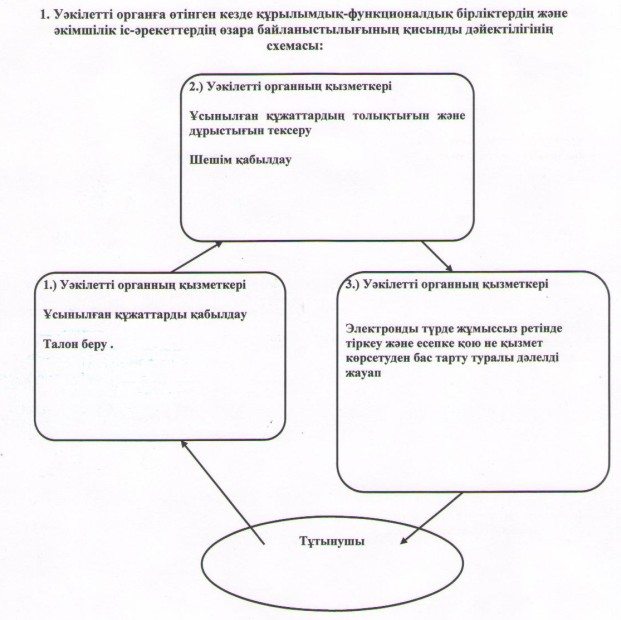 1. Уәкілетті органға өтінген кезде құрылымдық-функционалдық бірліктердің және
әкімшілік іс-әрекеттердің өзара байланыстылығының қисынды дәйектілігінің
схемасы:
2.) Уәкілетті органның қызметкері
Ұсынылған құжаттардың толықтығын және
дұрыстығын тексеру
Шешім қабылдау
1.) Уәкілетті органның қызметкері
Ұсынылған құжаттарды қабылдау
Талон беру .
3.) Уәкілетті органның қызметкері
Электронды түрде жұмыссыз ретінде
тіркеу және есепке қою не қызмет
көрсетуден бас тарту туралы дәлелді
жауап
Тұтынушы